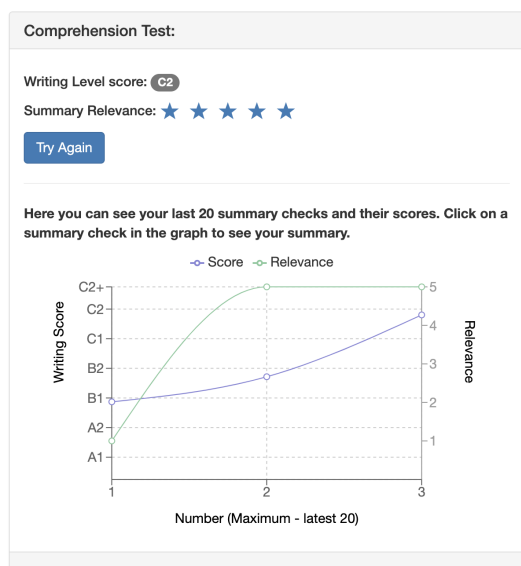 Comprehension Test:
Writing Level score: C2
Summary Relevance:
Try Again
Here you can see your last 20 summary checks and their scores. Click on a
summary check in the graph to see your summary.
Score Relevance
C2+
C2
C1
B2
B1
A2
A1
Writing Score
5
4
3
2
1
Relevance
1 2 3
Number (Maximum - latest 20)